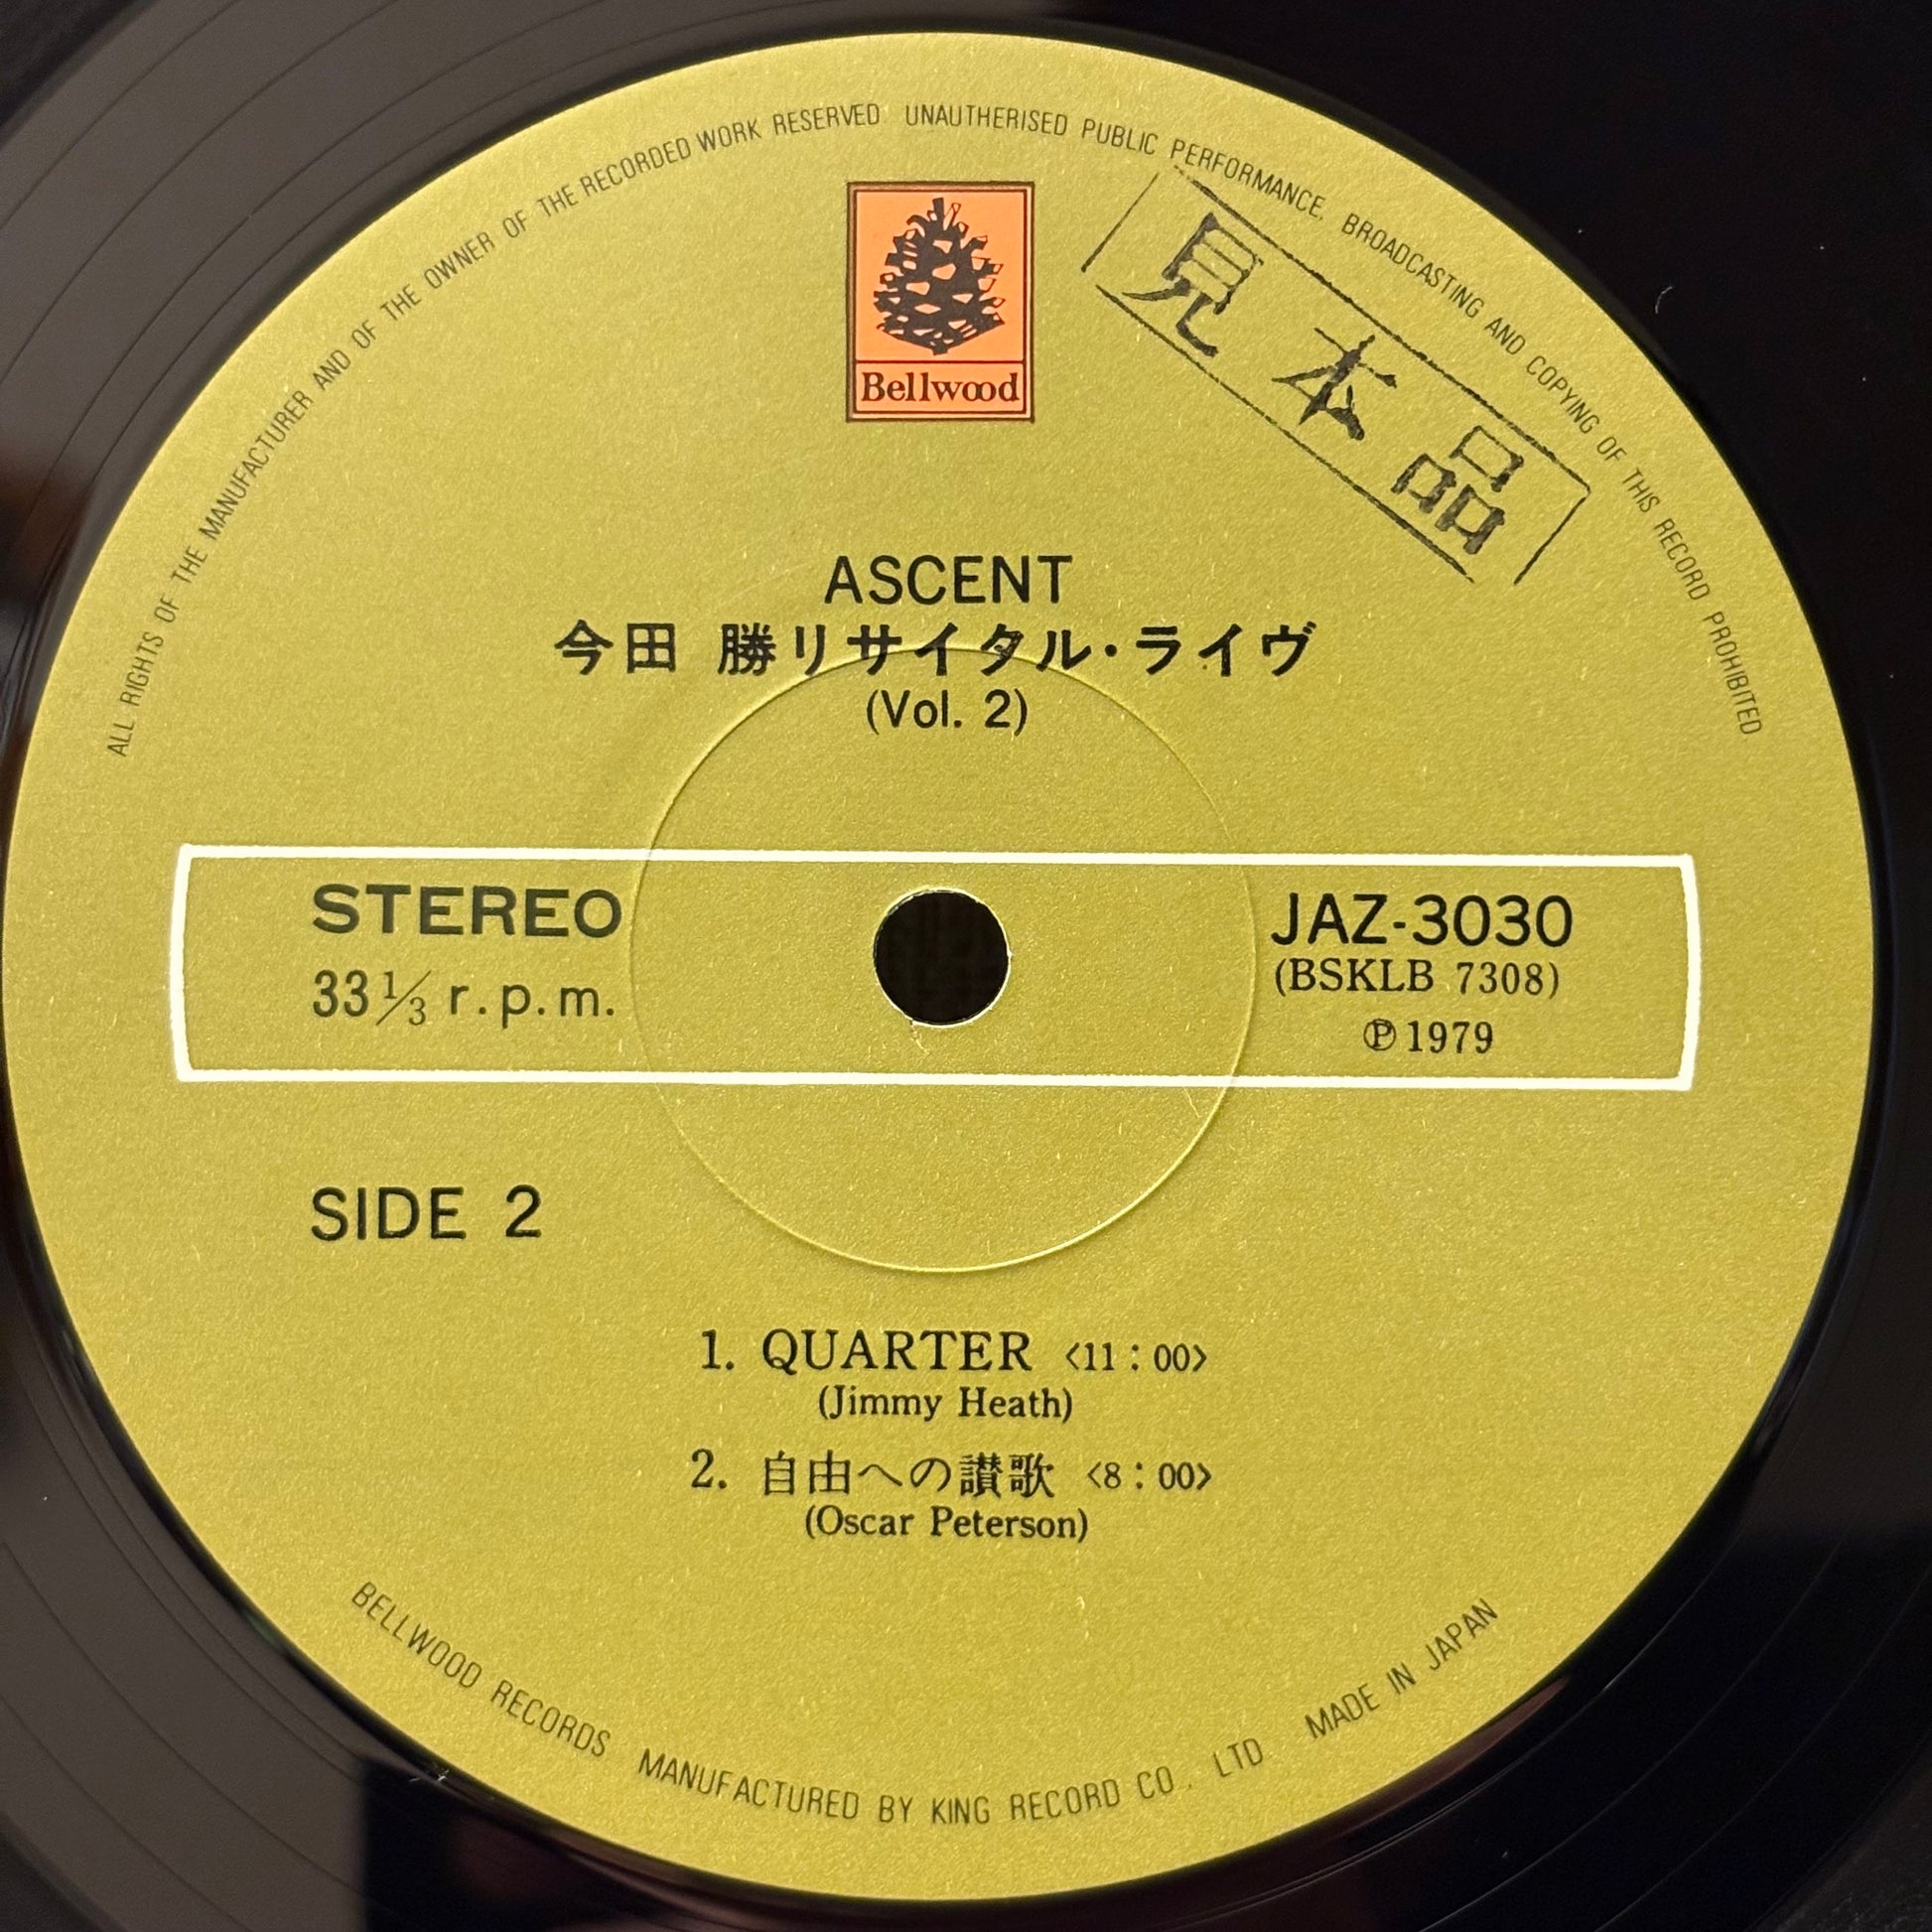 ALL RIGHTS OF THE MANUFACTURER AND OF THE OWNER OF THE RECORDED WORK RESERVED UNAUTHERISED PUBLIC PERFORMANCE, BROADCASTING AND COPYING OF THIS RECORD PROHIBITED
Bellwood
見本品
ASCENT
今田 勝リサイタル・ライヴ
(Vol. 2)
STEREO
33 1/3 r.p.m.
JAZ-3030
(BSKLB 7308)
℗1979
SIDE 2
1. QUARTER <11:00>
(Jimmy Heath)
2. 自由への讃歌 <8:00>
(Oscar Peterson)
BELLWOOD RECORDS MANUFACTURED BY KING RECORD CO., LTD MADE IN JAPAN